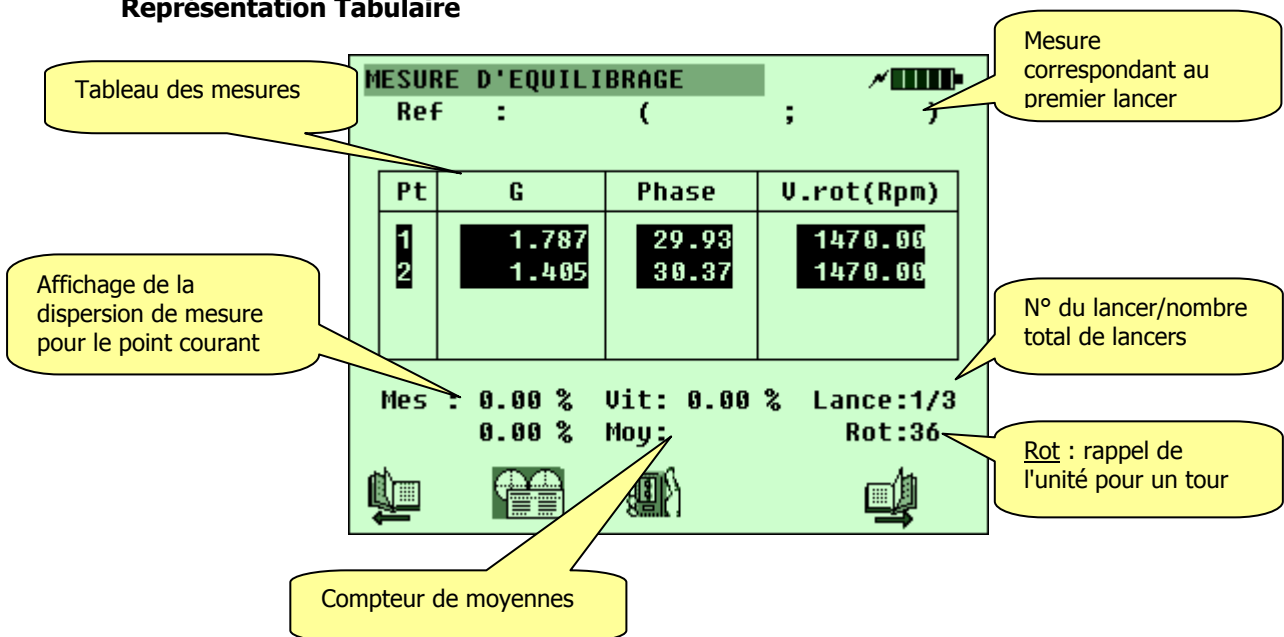 Représentation Tabulaire
Mesure
correspondant au
premier lancer
Tableau des mesures
MESURE D'EQUILIBRAGE
Ref : ( ; )
Pt G Phase V.rot(Rpm)
1 1.787 29.93 1470.00
2 1.405 30.37 1470.00
Affichage de la
dispersion de mesure
pour le point courant
N° du lancer/nombre
total de lancers
Mes : 0.00 % Vit: 0.00 % Lance:1/3
0.00 % Moy: Rot:36
Rot : rappel de
l'unité pour un tour
Compteur de moyennes